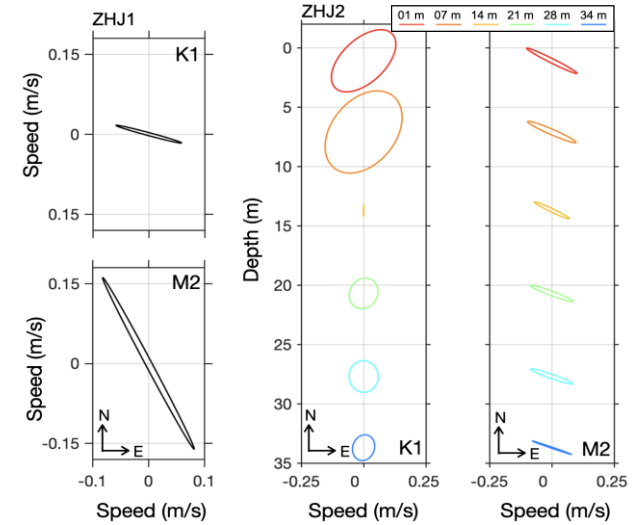 ZHJ1
ZHJ2
01 m 07 m 14 m 21 m 28 m 34 m
K1
0.15
0
0.15
Speed (m/s)
M2
0.15
0
-0.15
Speed (m/s)
N
E
-0.1 0 0.1
Speed (m/s)
Depth (m)
0
5
10
15
20
25
30
35
N
E
K1
-0.25 0 0.25
Speed (m/s)
N
E
M2
-0.25 0 0.25
Speed (m/s)